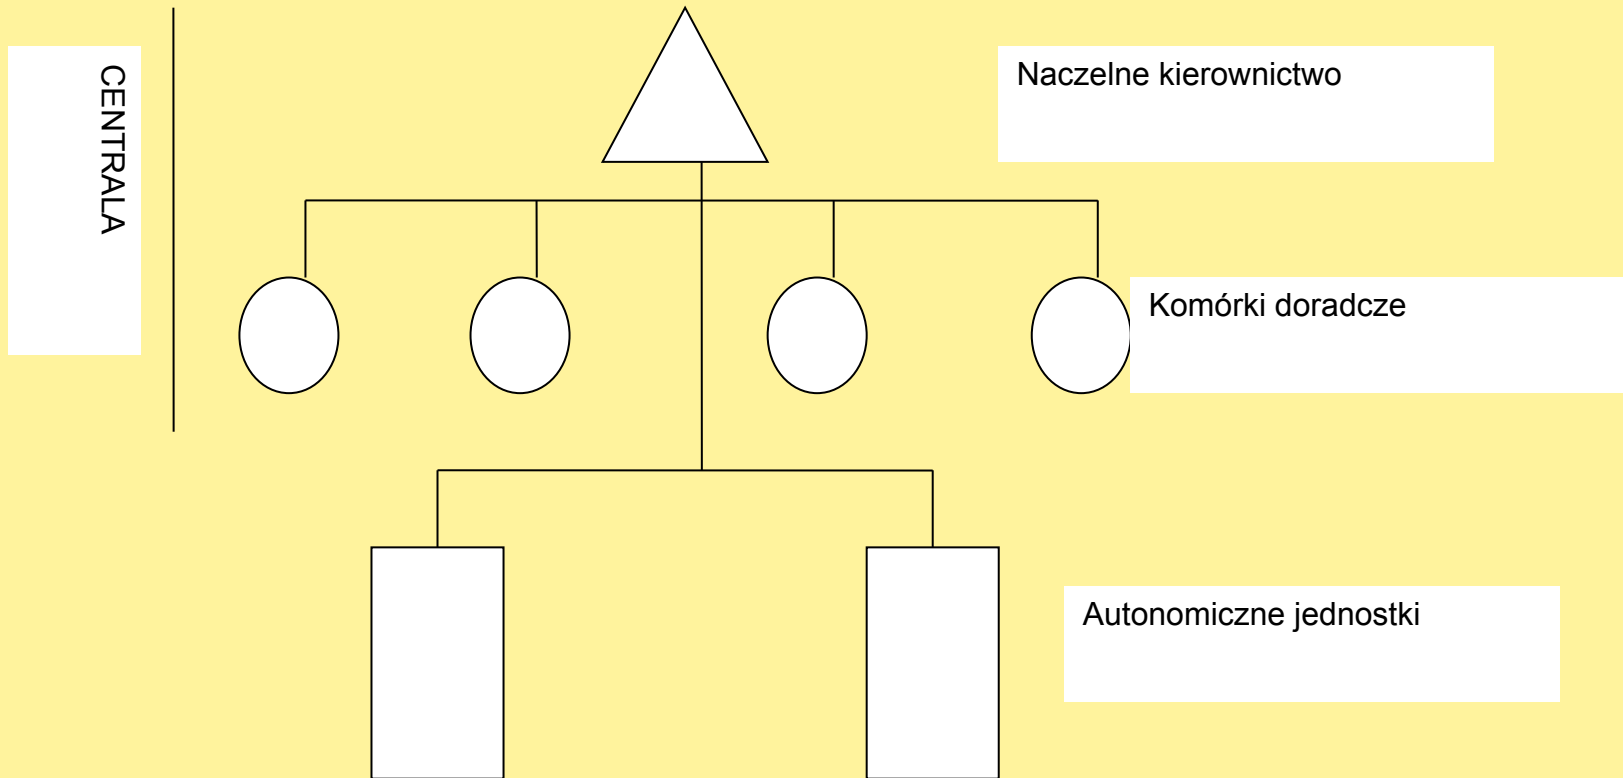 CENTRALA
Naczelne kierownictwo
Komórki doradcze
Autonomiczne jednostki